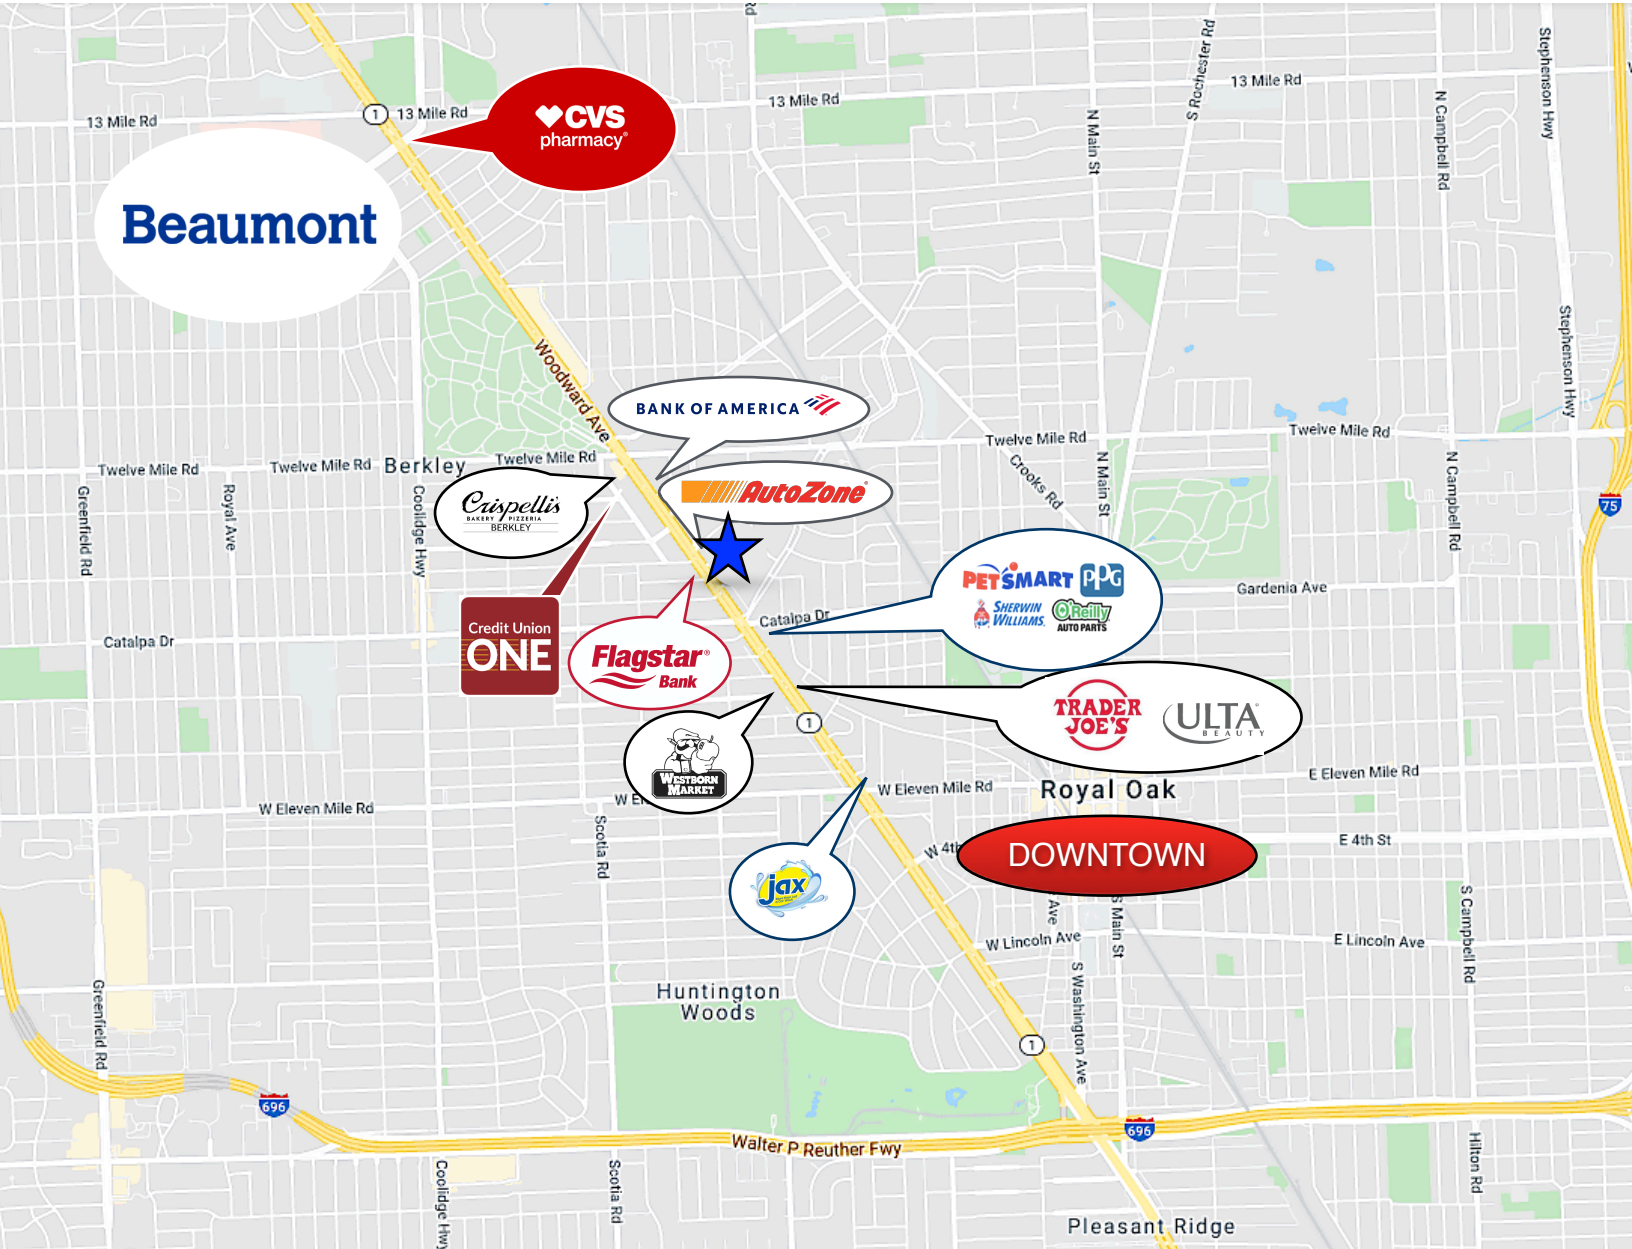 Rd
13 Mile Rd
1
13 Mile Rd
13 Mile Rd
13 Mile Rd
S Rochester Rd
Stephenson Hwy
N Main St
N Campbell Rd
CVS
pharmacy
Beaumont
Woodward Ave
Stephenson Hwy
BANK OF AMERICA
Twelve Mile Rd
Twelve Mile Rd
Berkley
Twelve Mile Rd
Twelve Mile Rd
Twelve Mile Rd
Crooks Rd
N Main St
N Campbell Rd
75
AutoZone
Crispelli's
BAKERY PIZZERIA
BERKLEY
Greenfield Rd
Royal Ave
Coolidge Hwy
PETSMART PPG
SHERWIN
WILLIAMS
O'Reilly
AUTO PARTS
Gardenia Ave
Catalpa Dr
Catalpa Dr
Credit Union
ONE
Flagstar
Bank
TRADER
JOE'S
ULTA
BEAUTY
1
WESTBORN
MARKET
E Eleven Mile Rd
W Eleven Mile Rd
Royal Oak
W Eleven Mile Rd
W El
Scotia Rd
E 4th St
W 4th
DOWNTOWN
jax
Ave
S Main St
S Campbell Rd
W Lincoln Ave
E Lincoln Ave
S Washington Ave
Huntington
Woods
Greenfield Rd
1
696
696
Walter P Reuther Fwy
Coolidge Hwy
Scotia Rd
Hilton Rd
Pleasant Ridge